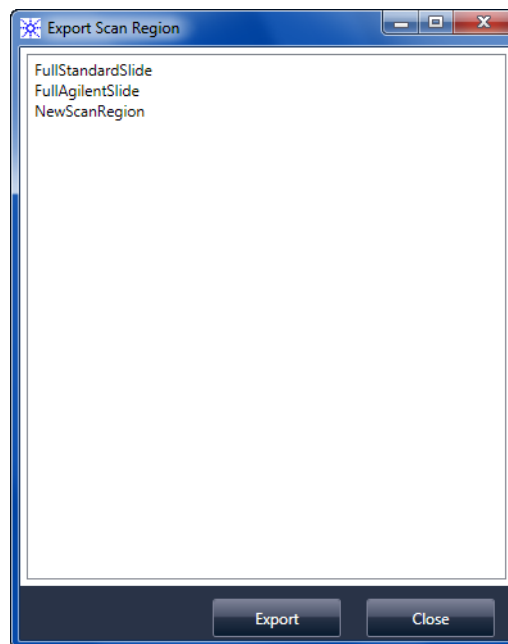 Export Scan Region
FullStandardSlide
FullAgilentSlide
NewScanRegion
Export
Close